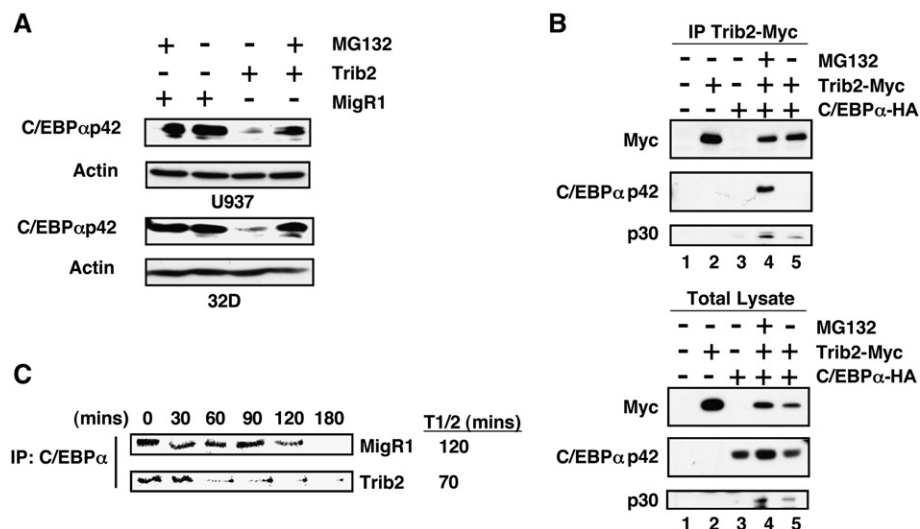 A
+ - - + MG132
- - + + Trib2
+ + - - MigR1
C/EBPαp42
Actin
U937
C/EBPαp42
Actin
32D
B
IP Trib2-Myc
- - - + - MG132
- + - + + Trib2-Myc
- - + + + C/EBPα-HA
Myc
C/EBPα p42
p30
1 2 3 4 5
Total Lysate
- - - + - MG132
- + - + + Trib2-Myc
- - + + + C/EBPα-HA
Myc
C/EBPα p42
p30
1 2 3 4 5
C
(mins) 0 30 60 90 120 180 T1/2 (mins)
IP: C/EBPα
MigR1 120
Trib2 70